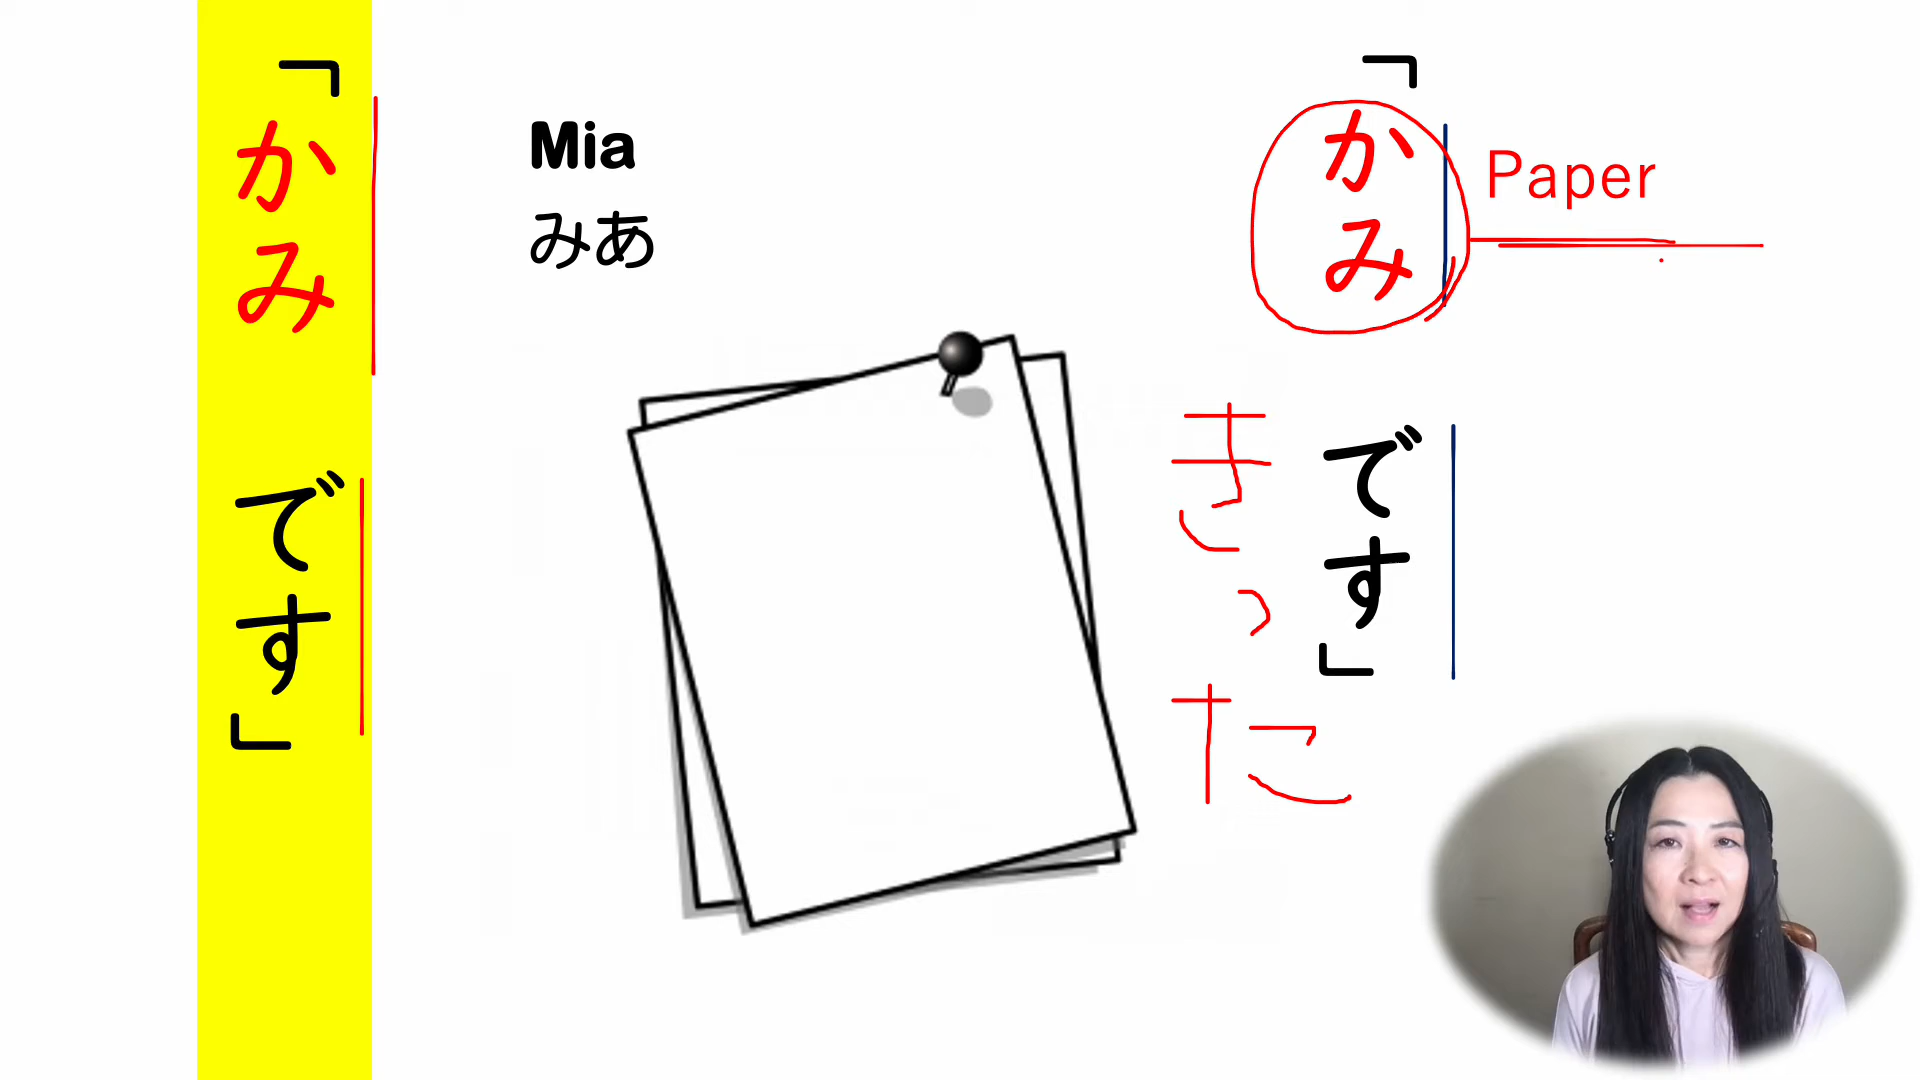 「かみ です」
Mia
みあ
「かみ です」
Paper
きった